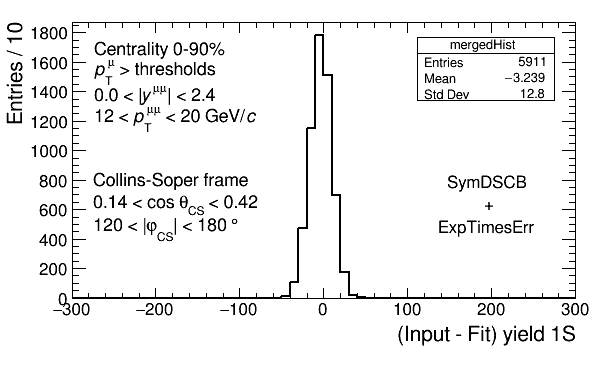 Entries / 10
1800
1600
1400
1200
1000
800
600
400
200
0
−300
−200
−100
0
100
200
300
(Input - Fit) yield 1S
Centrality 0-90%
p_T^μ > thresholds
0.0 < |y^μμ| < 2.4
12 < p_T^μμ < 20 GeV/c
Collins-Soper frame
0.14 < cos θ_CS < 0.42
120 < |φ_CS| < 180 °
mergedHist
Entries 5911
Mean −3.239
Std Dev 12.8
SymDSCB
+
ExpTimesErr